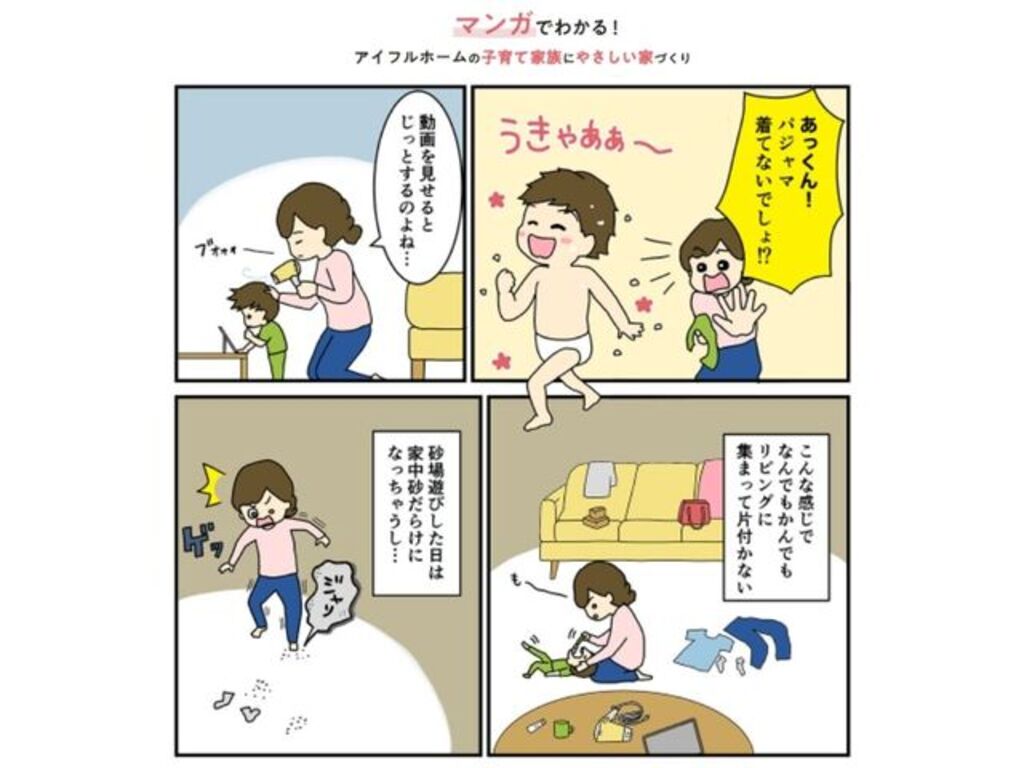 マンガでわかる!
アイフルホームの子育て家族にやさしい家づくり
あっくん!
パジャマ
着てないでしょ!?
うきゃあぁ〜
動画を見せると
じっとするのよね…
ブオォォ
こんな感じで
なんでもかんでも
リビングに
集まって片付かない
も〜
砂場遊びした日は
家中砂だらけに
なっちゃうし…
ゲッ
ジャリ